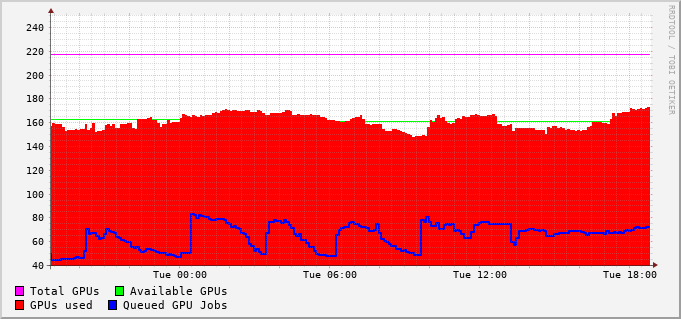 240
220
200
180
160
140
120
100
80
60
40
Tue 00:00 Tue 06:00 Tue 12:00 Tue 18:00
Total GPUs Available GPUs
GPUs used Queued GPU Jobs
RRDTOOL / TOBI OETIKER